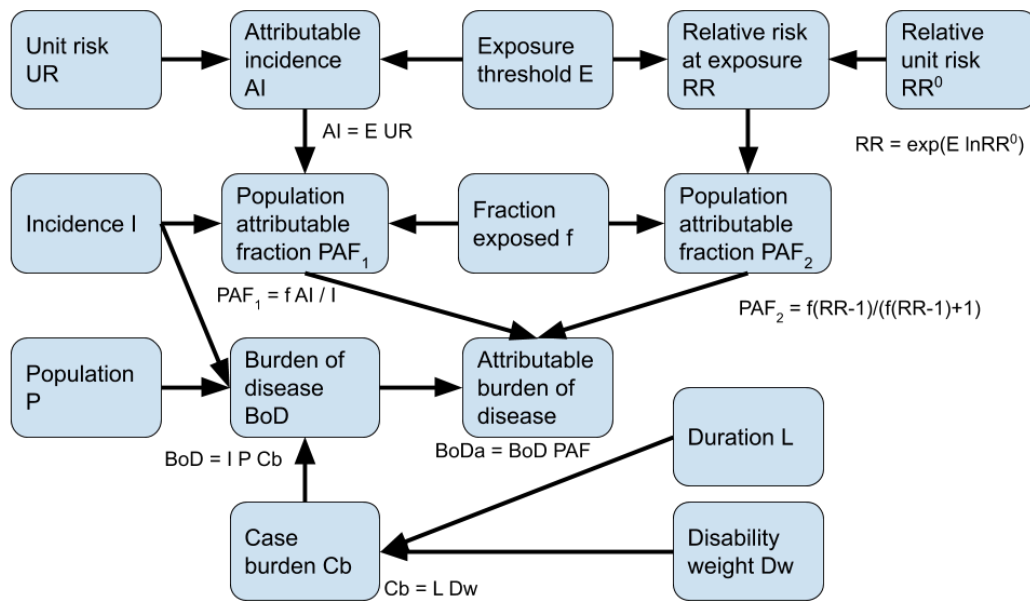 Unit risk
UR
Attributable
incidence
AI
Exposure
threshold E
Relative risk
at exposure
RR
Relative
unit risk
RR⁰
AI = E UR
RR = exp(E lnRR⁰)
Incidence I
Population
attributable
fraction PAF₁
Fraction
exposed f
Population
attributable
fraction PAF₂
PAF₁ = f AI / I
PAF₂ = f(RR-1)/(f(RR-1)+1)
Population
P
Burden of
disease
BoD
Attributable
burden of
disease
Duration L
BoD = I P Cb
BoDa = BoD PAF
Case
burden Cb
Disability
weight Dw
Cb = L Dw